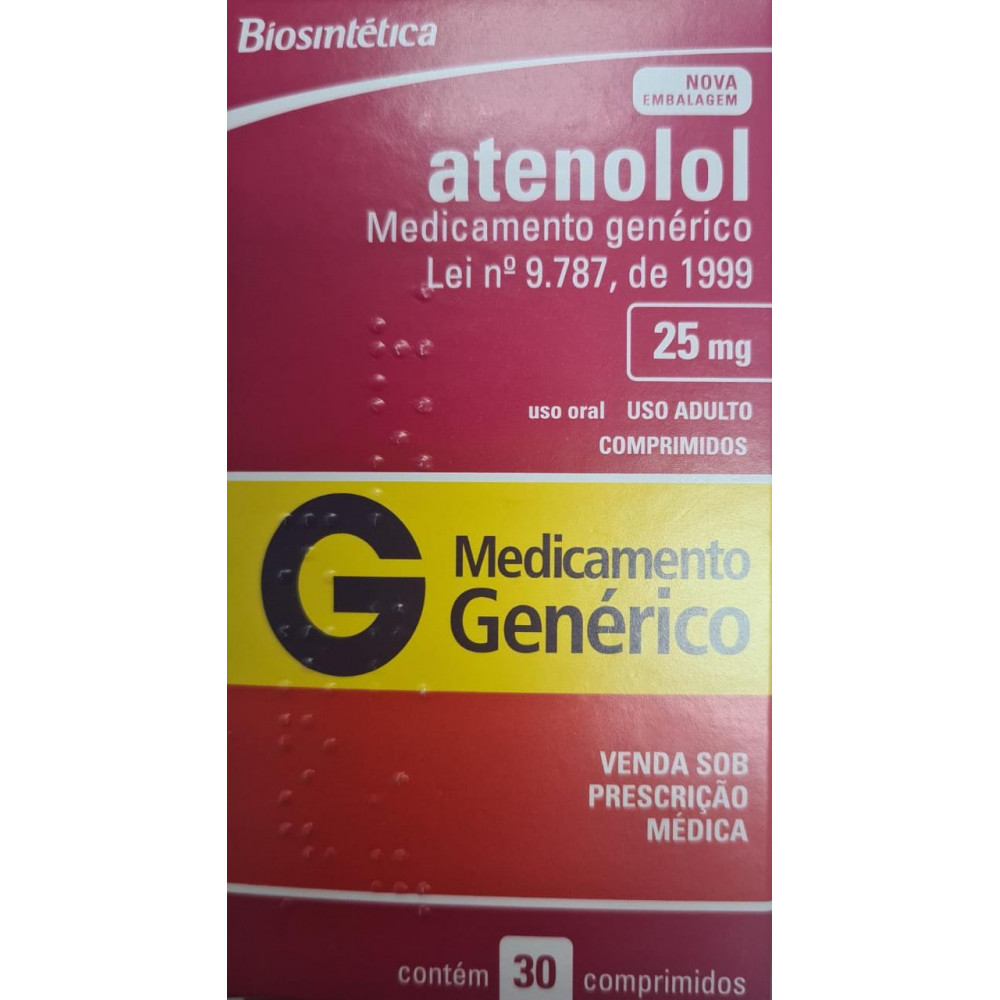 Biosintética
NOVA
EMBALAGEM
atenolol
Medicamento genérico
Lei nº 9.787, de 1999
25 mg
uso oral USO ADULTO
COMPRIMIDOS
G Medicamento
Genérico
VENDA SOB
PRESCRIÇÃO
MÉDICA
contém 30 comprimidos